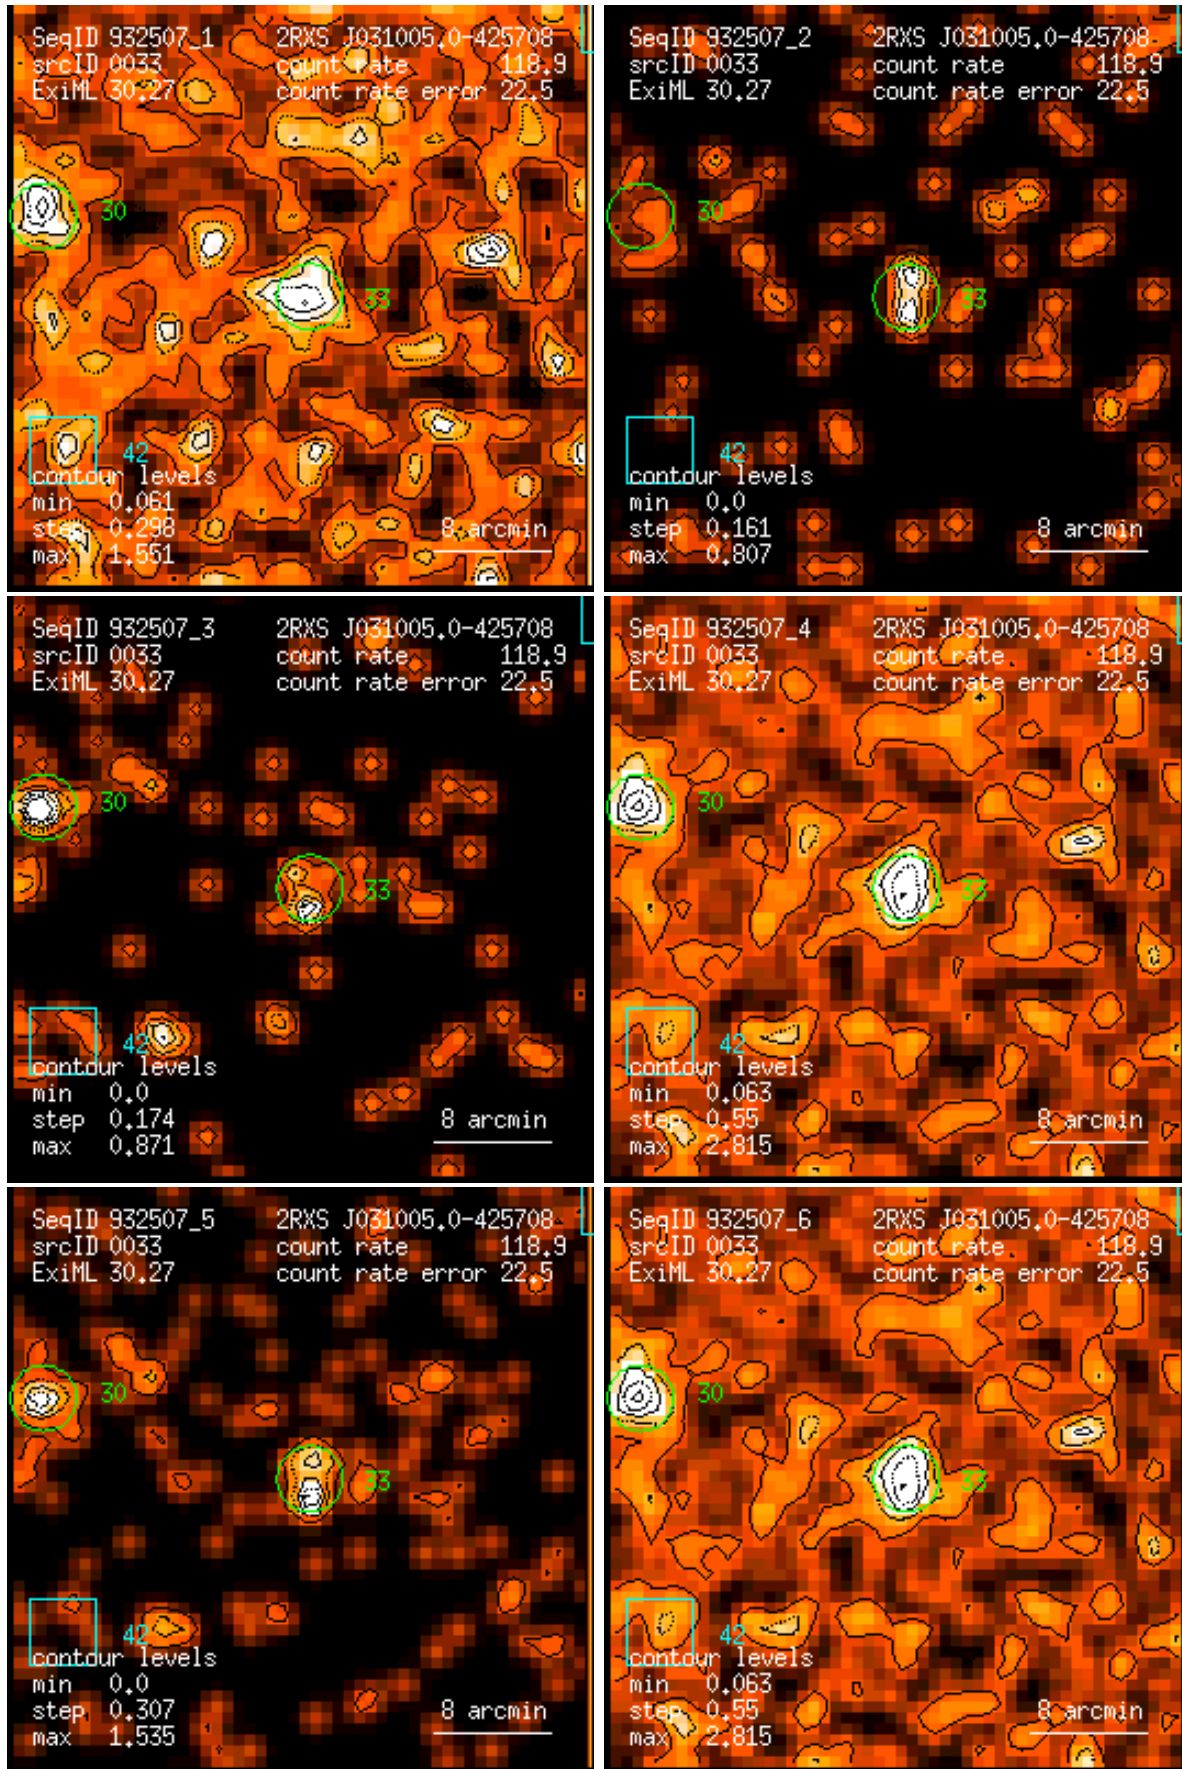 SeqID 932507_1 2RXS J031005.0-425708
srcID 0033 count rate 118.9
ExiML 30.27 count rate error 22.5
30
33
42
contour levels
min 0.061
step 0.298 8 arcmin
max 1.551
SeqID 932507_2 2RXS J031005.0-425708
srcID 0033 count rate 118.9
ExiML 30.27 count rate error 22.5
30
33
42
contour levels
min 0.0
step 0.161 8 arcmin
max 0.807
SeqID 932507_3 2RXS J031005.0-425708
srcID 0033 count rate 118.9
ExiML 30.27 count rate error 22.5
30
33
42
contour levels
min 0.0
step 0.174 8 arcmin
max 0.871
SeqID 932507_4 2RXS J031005.0-425708
srcID 0033 count rate 118.9
ExiML 30.27 count rate error 22.5
30
33
42
contour levels
min 0.063
step 0.55 8 arcmin
max 2.815
SeqID 932507_5 2RXS J031005.0-425708
srcID 0033 count rate 118.9
ExiML 30.27 count rate error 22.5
30
33
42
contour levels
min 0.0
step 0.307 8 arcmin
max 1.535
SeqID 932507_6 2RXS J031005.0-425708
srcID 0033 count rate 118.9
ExiML 30.27 count rate error 22.5
30
33
42
contour levels
min 0.063
step 0.55 8 arcmin
max 2.815